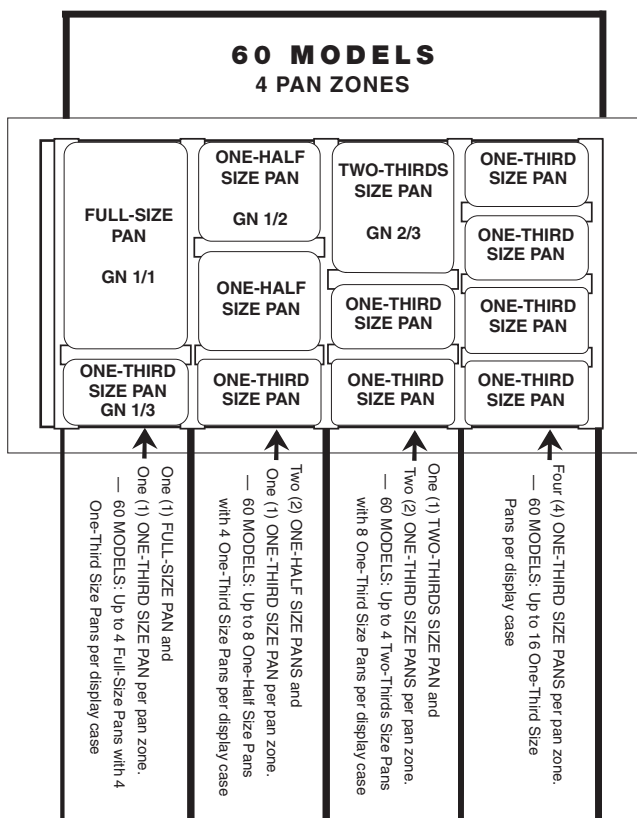 60 MODELS
4 PAN ZONES
FULL-SIZE
PAN
GN 1/1
ONE-THIRD
SIZE PAN
GN 1/3
ONE-HALF
SIZE PAN
GN 1/2
ONE-HALF
SIZE PAN
ONE-THIRD
SIZE PAN
TWO-THIRDS
SIZE PAN
GN 2/3
ONE-THIRD
SIZE PAN
ONE-THIRD
SIZE PAN
ONE-THIRD
SIZE PAN
ONE-THIRD
SIZE PAN
ONE-THIRD
SIZE PAN
ONE-THIRD
SIZE PAN
One (1) FULL-SIZE PAN and
One (1) ONE-THIRD SIZE PAN per pan zone.
— 60 MODELS: Up to 4 Full-Size Pans with 4
One-Third Size Pans per display case
Two (2) ONE-HALF SIZE PANS and
One (1) ONE-THIRD SIZE PAN per pan zone.
— 60 MODELS: Up to 8 One-Half Size Pans
with 4 One-Third Size Pans per display case
One (1) TWO-THIRDS SIZE PAN and
Two (2) ONE-THIRD SIZE PANS per pan zone.
— 60 MODELS: Up to 4 Two-Thirds Size Pans
with 8 One-Third Size Pans per display case
Four (4) ONE-THIRD SIZE PANS per pan zone.
— 60 MODELS: Up to 16 One-Third Size
Pans per display case